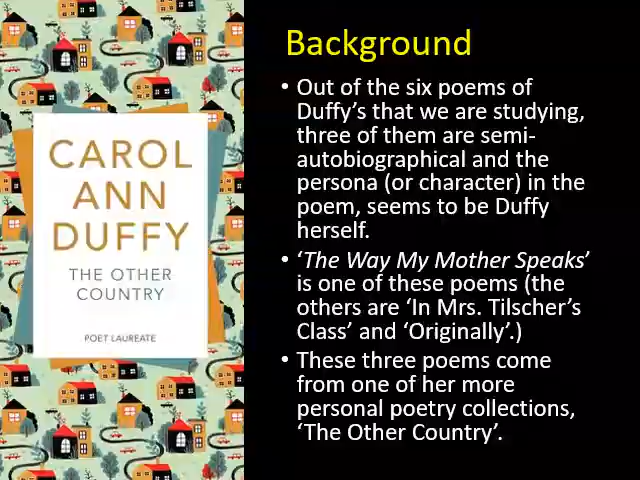 CAROL
ANN
DUFFY
THE OTHER
COUNTRY
POET LAUREATE
Background
• Out of the six poems of
Duffy’s that we are studying,
three of them are semi-
autobiographical and the
persona (or character) in the
poem, seems to be Duffy
herself.
• ‘The Way My Mother Speaks’
is one of these poems (the
others are ‘In Mrs. Tilscher’s
Class’ and ‘Originally’.)
• These three poems come
from one of her more
personal poetry collections,
‘The Other Country’.